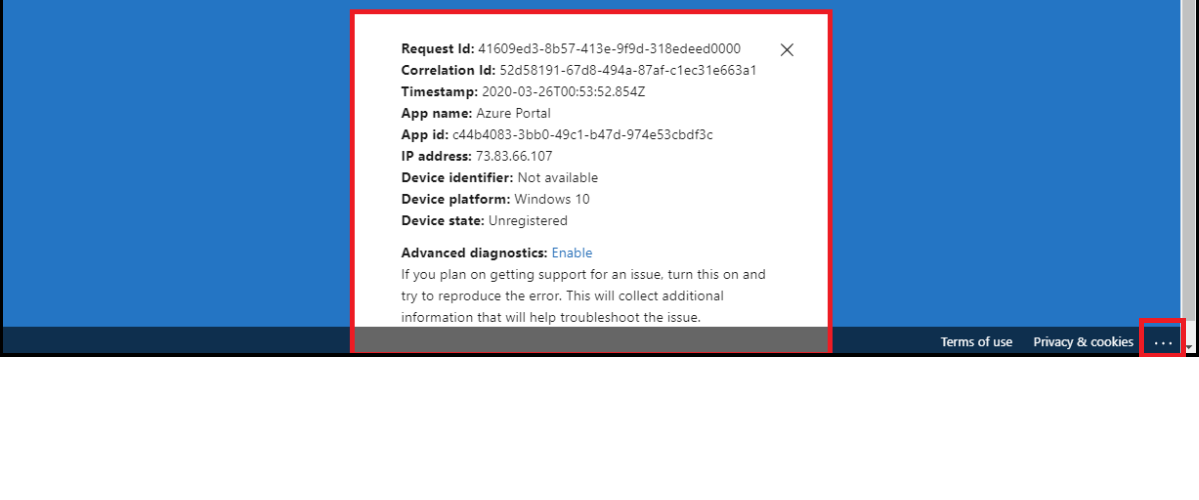 Request Id: 41609ed3-8b57-413e-9f9d-318edeed0000
Correlation Id: 52d58191-67d8-494a-87af-c1ec31e663a1
Timestamp: 2020-03-26T00:53:52.854Z
App name: Azure Portal
App id: c44b4083-3bb0-49c1-b47d-974e53cbdf3c
IP address: 73.83.66.107
Device identifier: Not available
Device platform: Windows 10
Device state: Unregistered
Advanced diagnostics: Enable
If you plan on getting support for an issue, turn this on and
try to reproduce the error. This will collect additional
information that will help troubleshoot the issue.
Terms of use Privacy & cookies ...